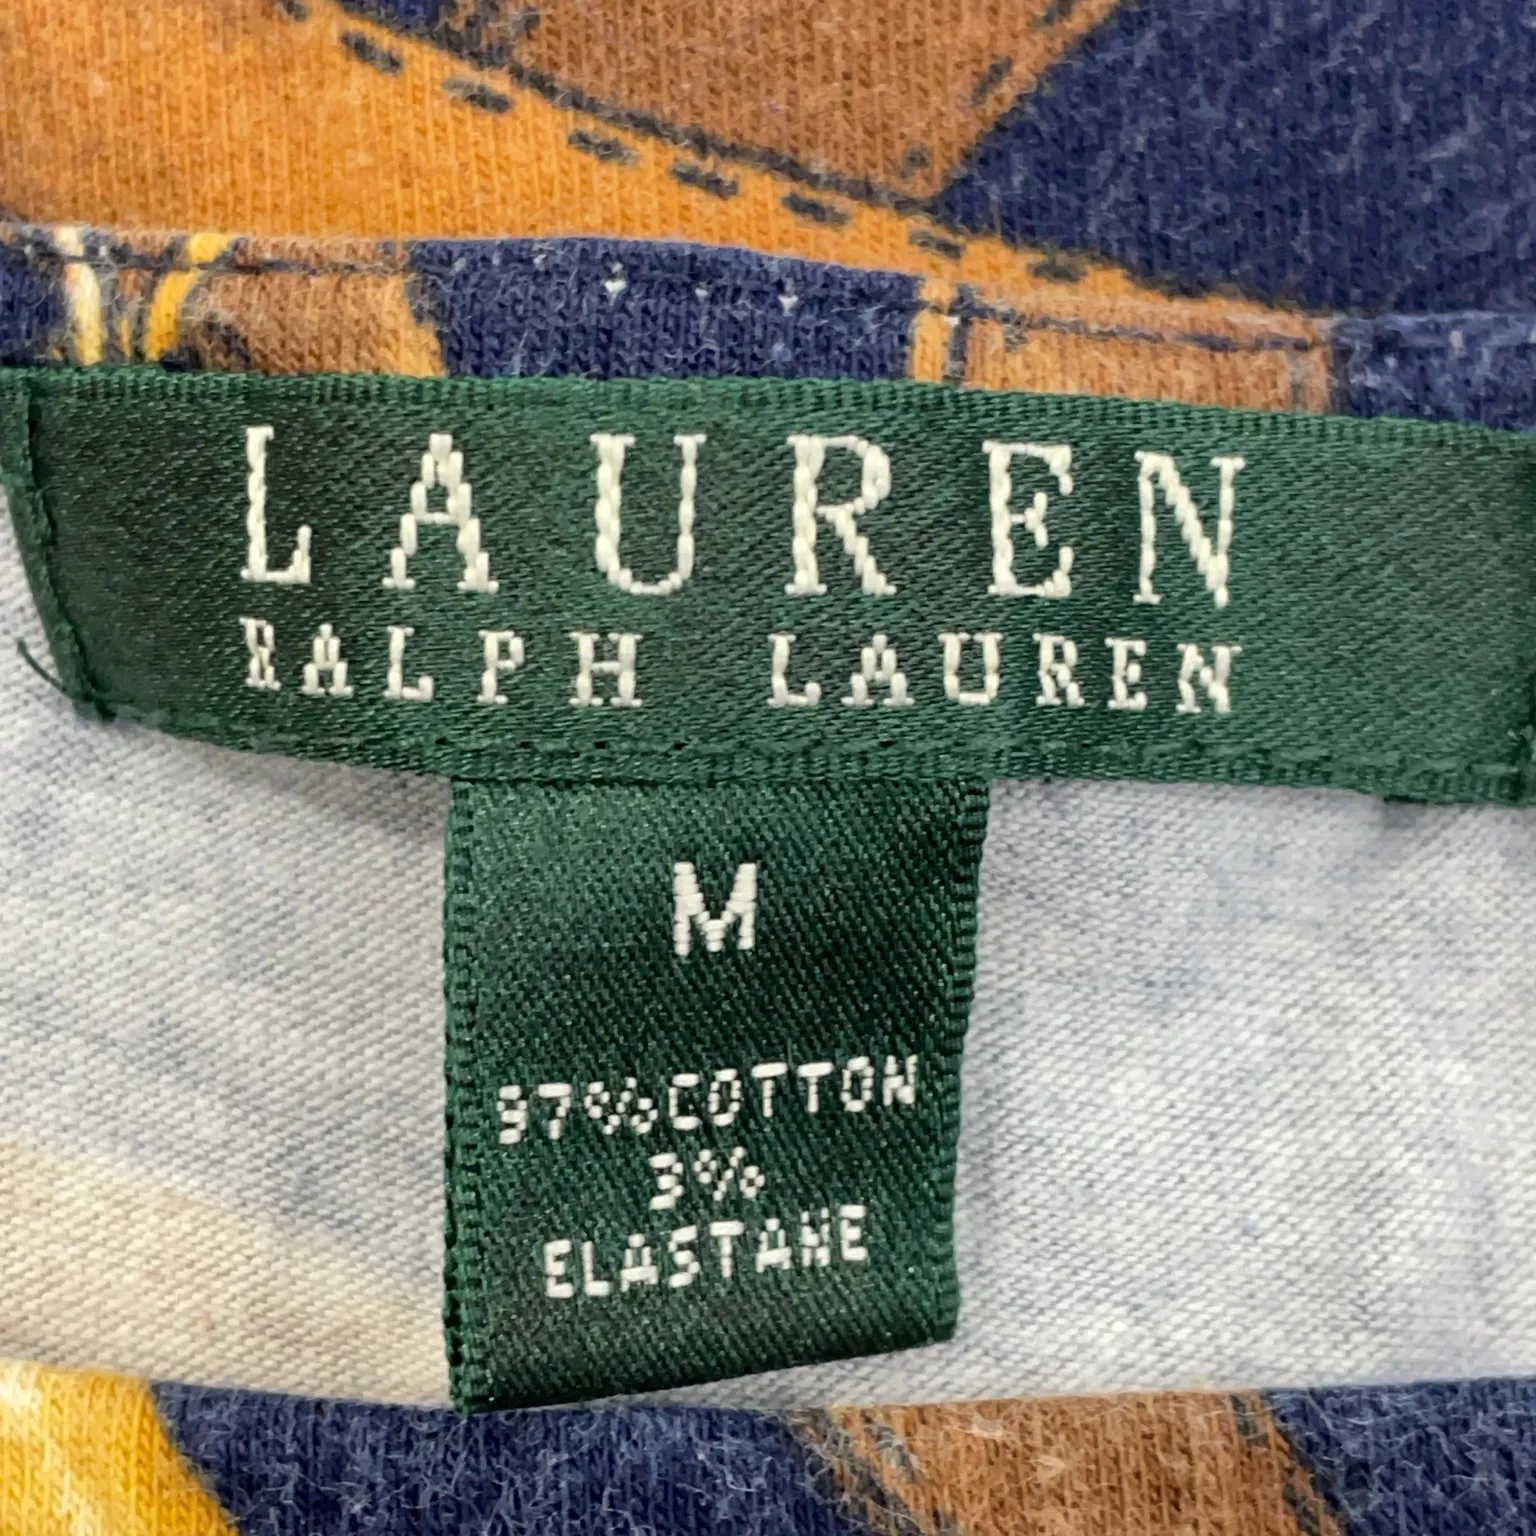 LAUREN
RALPH LAUREN
M
97% COTTON
3%
ELASTANE